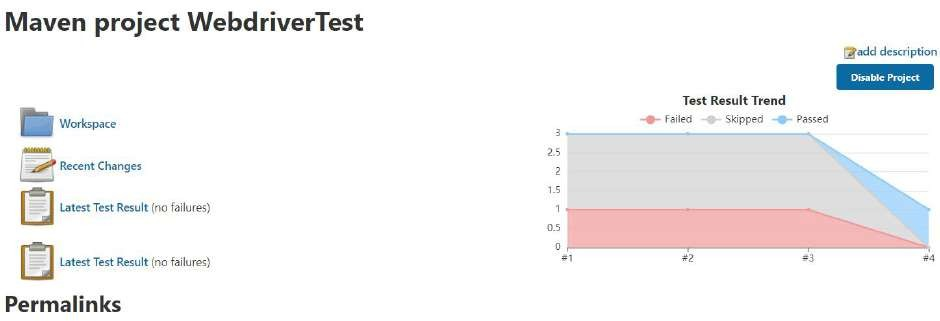 Maven project WebdriverTest
add description
Disable Project
Workspace
Recent Changes
Latest Test Result (no failures)
Latest Test Result (no failures)
Test Result Trend
Failed Skipped Passed
3
2.5
2
1.5
1
0.5
0
#1 #2 #3 #4
Permalinks